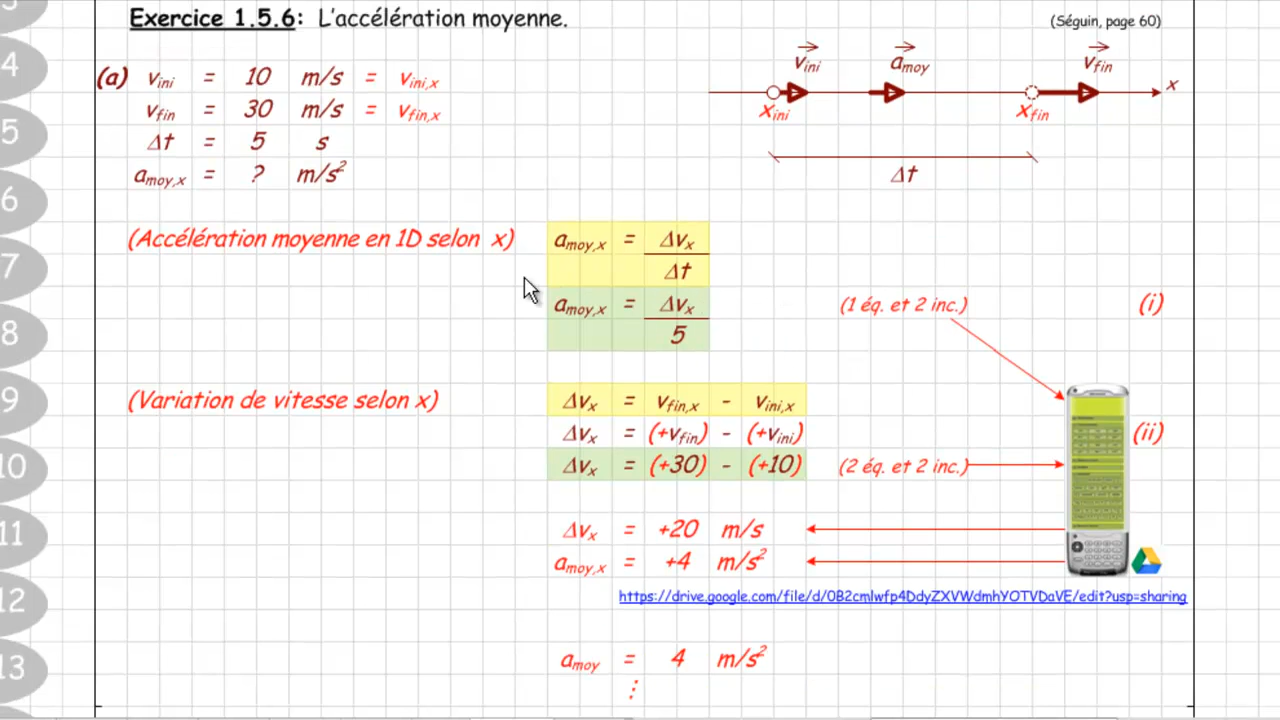 Exercice 1.5.6: L'accélération moyenne.
(Séguin, page 60)
(a) v_ini = 10 m/s = v_ini,x
v_fin = 30 m/s = v_fin,x
Δt = 5 s
a_moy,x = ? m/s²
v_ini a_moy v_fin
x
x_ini x_fin
Δt
(Accélération moyenne en 1D selon x)
a_moy,x = Δv_x
Δt
a_moy,x = Δv_x
5
(1 éq. et 2 inc.) (i)
(Variation de vitesse selon x)
Δv_x = v_fin,x - v_ini,x
Δv_x = (+v_fin) - (+v_ini) (ii)
Δv_x = (+30) - (+10) (2 éq. et 2 inc.)
Δv_x = +20 m/s
a_moy,x = +4 m/s²
https://drive.google.com/file/d/0B2cmlwfp4DdyZXVWdmhYOTVDaVE/edit?usp=sharing
a_moy = 4 m/s²
⋮
4
5
6
7
8
9
10
11
12
13